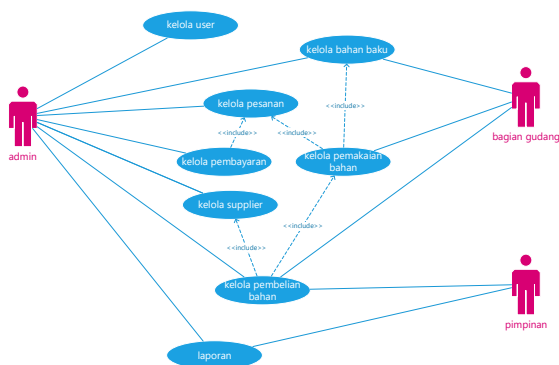 kelola user
kelola bahan baku
kelola pesanan
<<include>>
<<include>>
<<include>>
admin
bagian gudang
kelola pembayaran
kelola pemakaian
bahan
kelola supplier
<<include>>
<<include>>
kelola pembelian
bahan
pimpinan
laporan